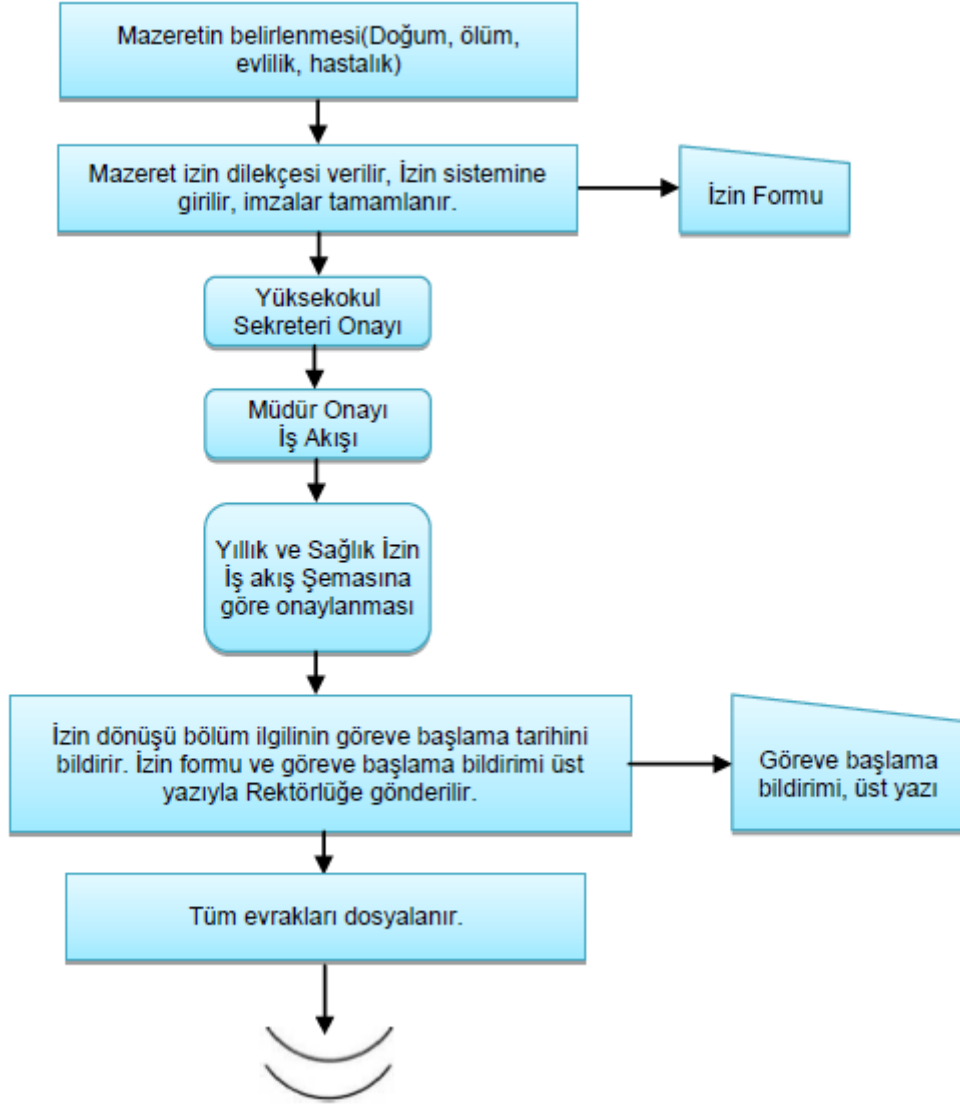 Mazeretin belirlenmesi(Doğum, ölüm,
evlilik, hastalık)
Mazeret izin dilekçesi verilir, İzin sistemine
girilir, imzalar tamamlanır.
İzin Formu
Yüksekokul
Sekreteri Onayı
Müdür Onayı
İş Akışı
Yıllık ve Sağlık İzin
İş akış Şemasına
göre onaylanması
İzin dönüşü bölüm ilgilinin göreve başlama tarihini
bildirir. İzin formu ve göreve başlama bildirimi üst
yazıyla Rektörlüğe gönderilir.
Göreve başlama
bildirimi, üst yazı
Tüm evrakları dosyalanır.